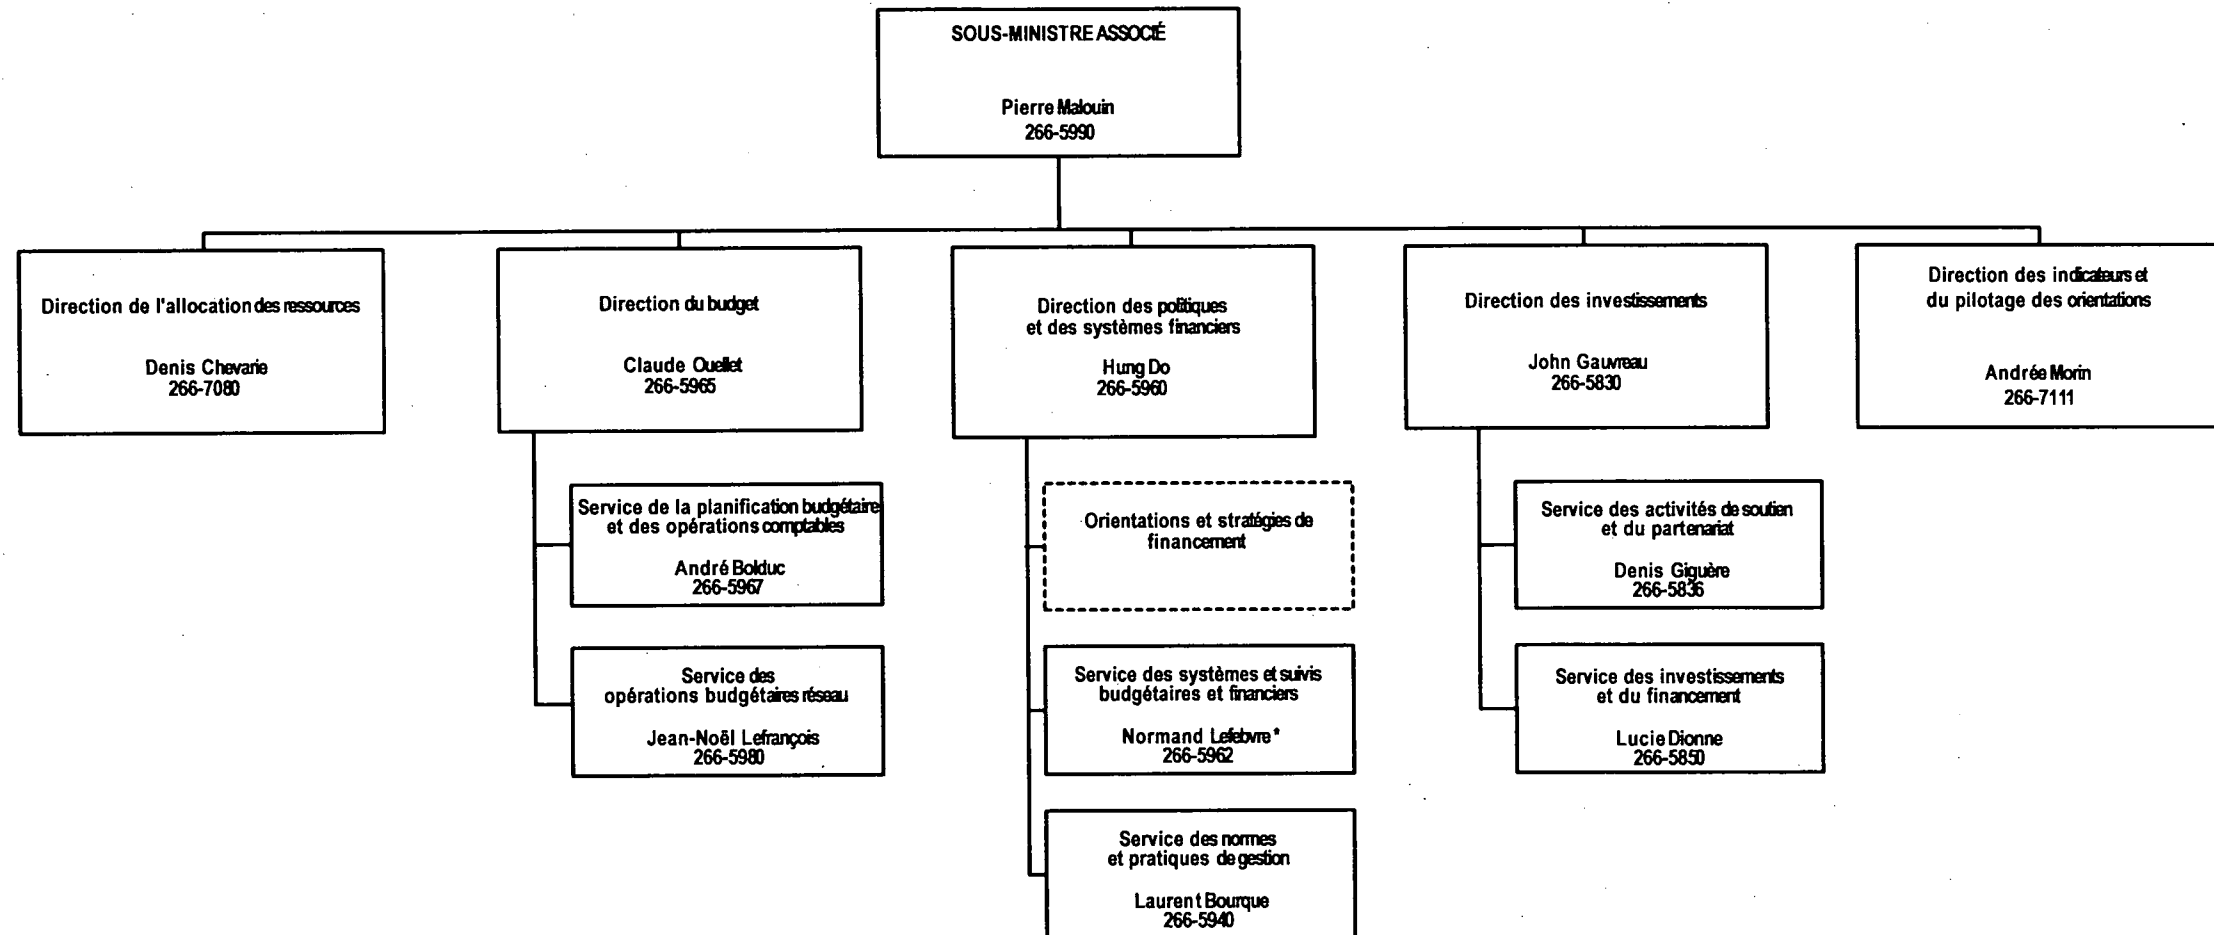 SOUS-MINISTRE ASSOCIÉ
Pierre Malouin
266-5990
Direction de l'allocation des ressources
Denis Chevarie
266-7080
Direction du budget
Claude Ouellet
266-5965
Direction des politiques
et des systèmes financiers
Hung Do
266-5960
Direction des investissements
John Gauvreau
266-5830
Direction des indicateurs et
du pilotage des orientations
Andrée Morin
266-7111
Service de la planification budgétaire
et des opérations comptables
André Bolduc
266-5967
Service des
opérations budgétaires réseau
Jean-Noël Lefrançois
266-5980
Orientations et stratégies de
financement
Service des systèmes et suivis
budgétaires et financiers
Normand Lefebvre *
266-5962
Service des normes
et pratiques de gestion
Laurent Bourque
266-5940
Service des activités de soutien
et du partenariat
Denis Giguère
266-5836
Service des investissements
et du financement
Lucie Dionne
266-5850